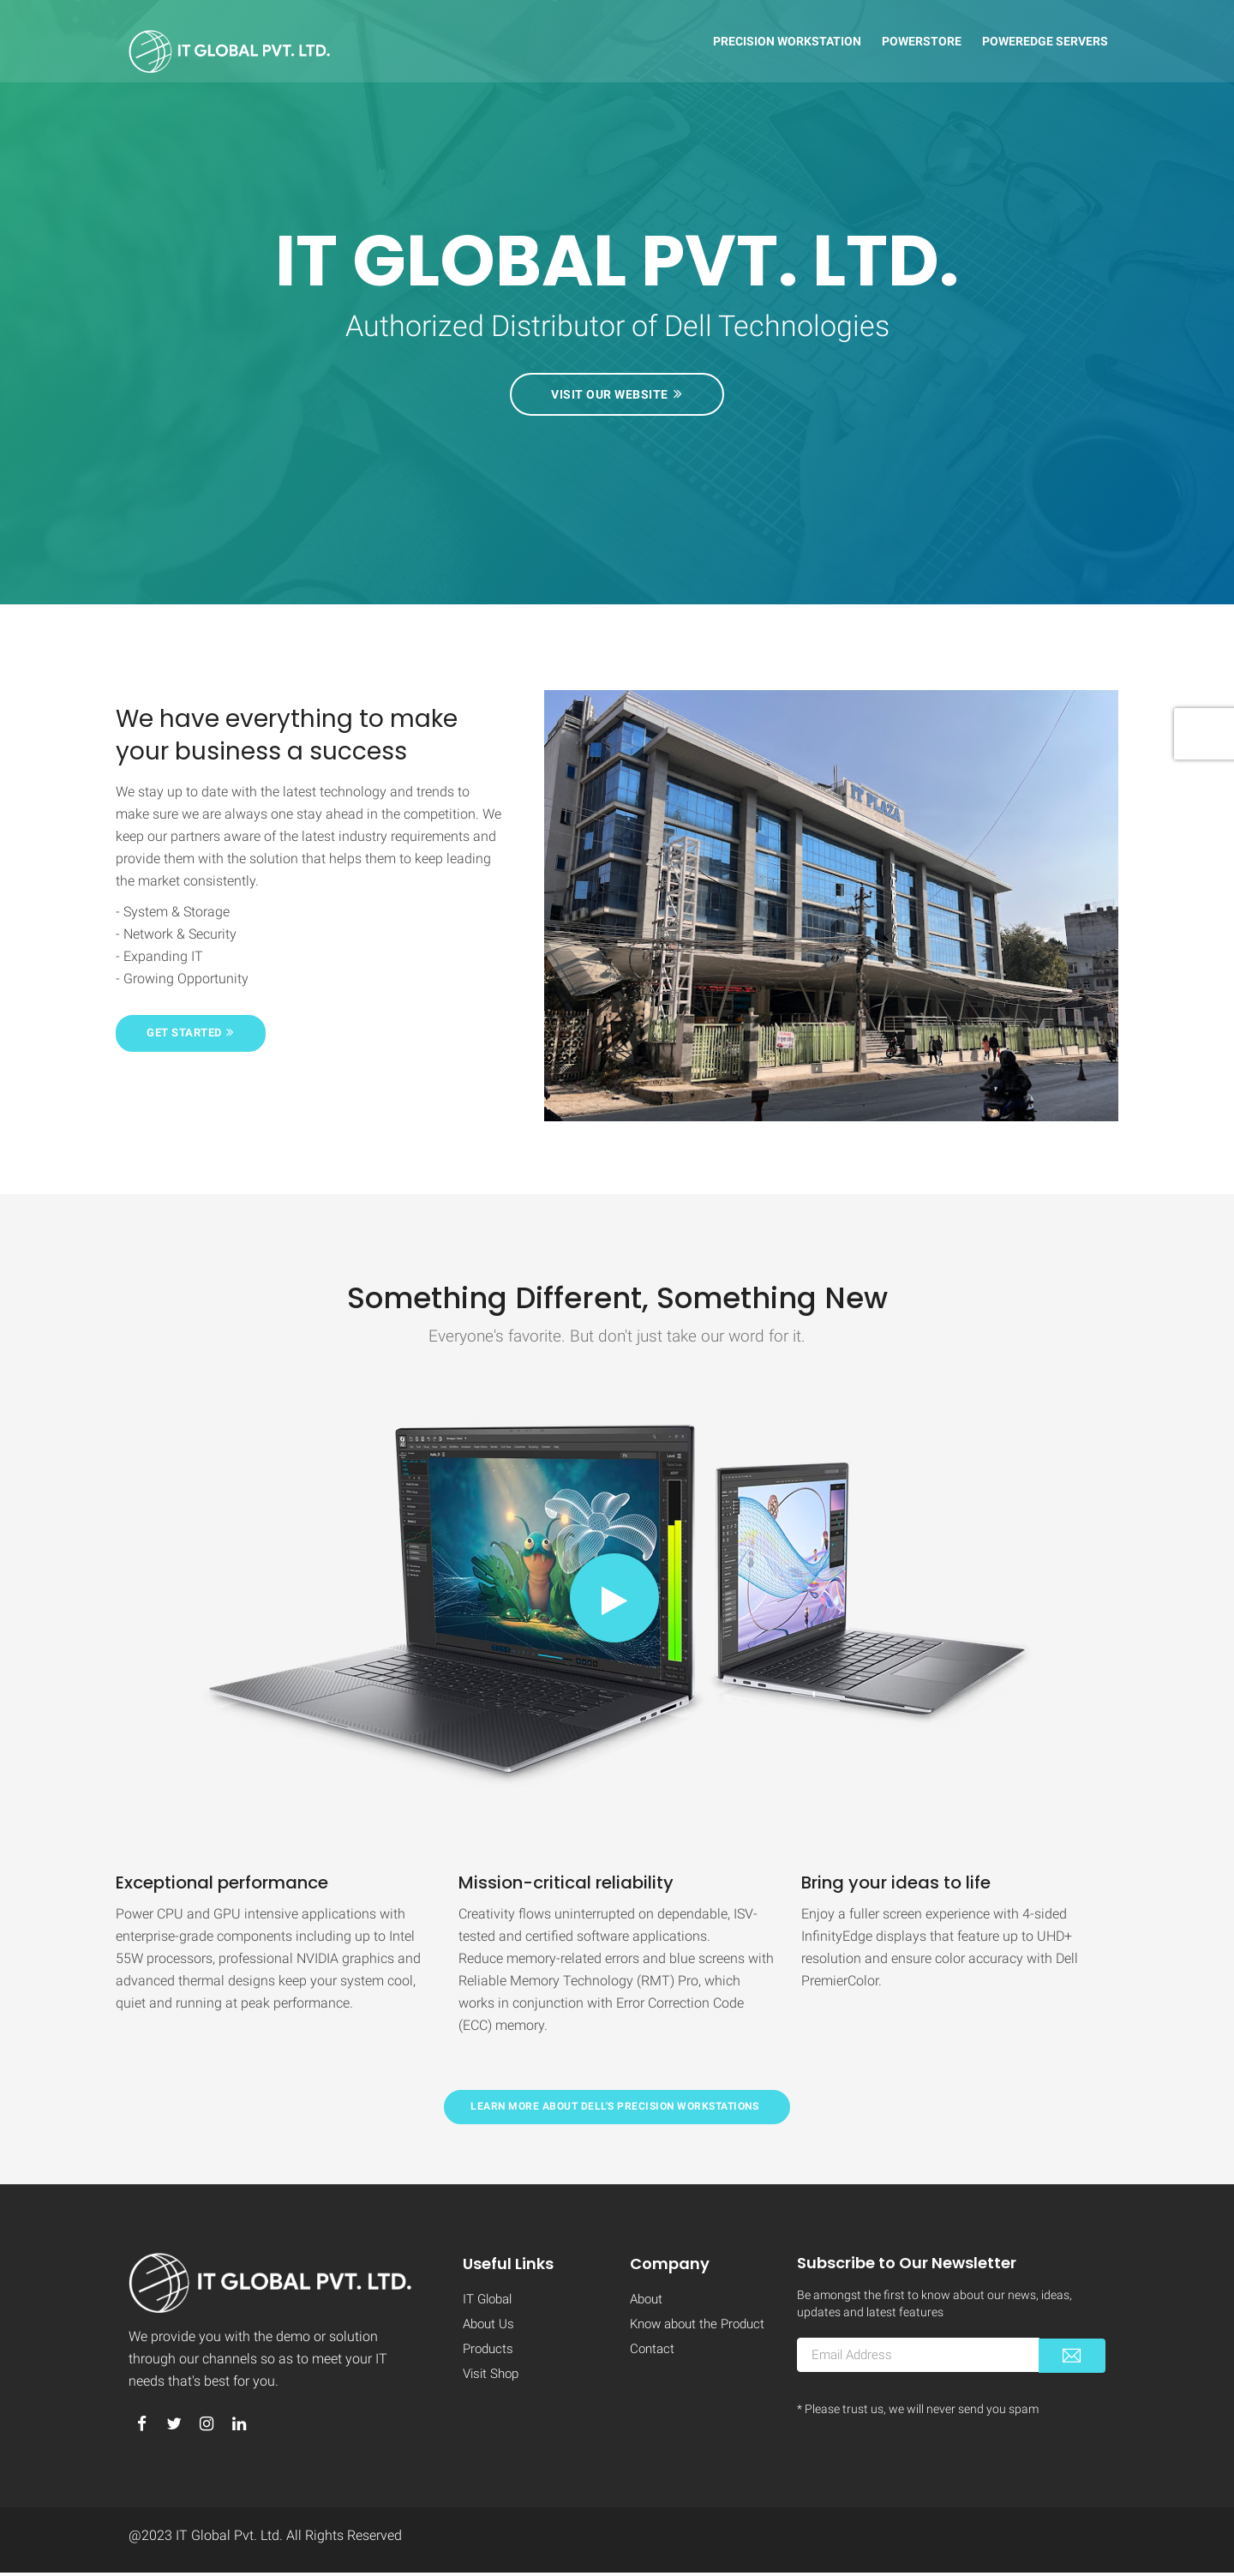 IT GLOBAL PVT. LTD.
PRECISION WORKSTATION
POWERSTORE
POWEREDGE SERVERS
IT GLOBAL PVT. LTD.
Authorized Distributor of Dell Technologies
VISIT OUR WEBSITE »
We have everything to make
your business a success
We stay up to date with the latest technology and trends to
make sure we are always one stay ahead in the competition. We
keep our partners aware of the latest industry requirements and
provide them with the solution that helps them to keep leading
the market consistently.
- System & Storage
- Network & Security
- Expanding IT
- Growing Opportunity
GET STARTED »
IT PLAZA
Something Different, Something New
Everyone's favorite. But don't just take our word for it.
Exceptional performance
Power CPU and GPU intensive applications with
enterprise-grade components including up to Intel
55W processors, professional NVIDIA graphics and
advanced thermal designs keep your system cool,
quiet and running at peak performance.
Mission-critical reliability
Creativity flows uninterrupted on dependable, ISV-
tested and certified software applications.
Reduce memory-related errors and blue screens with
Reliable Memory Technology (RMT) Pro, which
works in conjunction with Error Correction Code
(ECC) memory.
Bring your ideas to life
Enjoy a fuller screen experience with 4-sided
InfinityEdge displays that feature up to UHD+
resolution and ensure color accuracy with Dell
PremierColor.
LEARN MORE ABOUT DELL'S PRECISION WORKSTATIONS
IT GLOBAL PVT. LTD.
We provide you with the demo or solution
through our channels so as to meet your IT
needs that's best for you.
Useful Links
IT Global
About Us
Products
Visit Shop
Company
About
Know about the Product
Contact
Subscribe to Our Newsletter
Be amongst the first to know about our news, ideas,
updates and latest features
Email Address
* Please trust us, we will never send you spam
@2023 IT Global Pvt. Ltd. All Rights Reserved